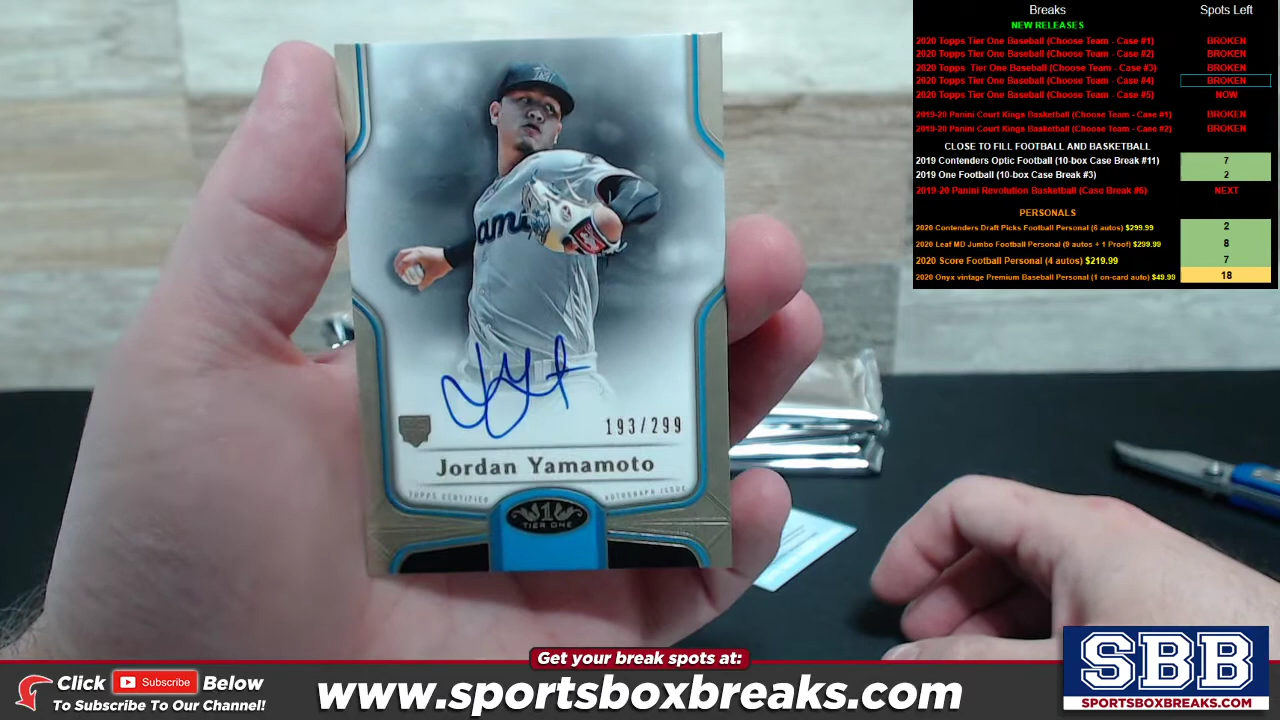 Breaks Spots Left
NEW RELEASES
2020 Topps Tier One Baseball (Choose Team - Case #1) BROKEN
2020 Topps Tier One Baseball (Choose Team - Case #2) BROKEN
2020 Topps Tier One Baseball (Choose Team - Case #3) BROKEN
2020 Topps Tier One Baseball (Choose Team - Case #4) BROKEN
2020 Topps Tier One Baseball (Choose Team - Case #5) NOW
2019-20 Panini Court Kings Basketball (Choose Team - Case #1) BROKEN
2019-20 Panini Court Kings Basketball (Choose Team - Case #2) BROKEN
CLOSE TO FILL FOOTBALL AND BASKETBALL
2019 Contenders Optic Football (10-box Case Break #11) 7
2019 One Football (10-box Case Break #3) 2
2019-20 Panini Revolution Basketball (Case Break #6) NEXT
PERSONALS
2020 Contenders Draft Picks Football Personal (6 autos) $299.99 2
2020 Leaf MD Jumbo Football Personal (9 autos + 1 Proof) $299.99 8
2020 Score Football Personal (4 autos) $219.99 7
2020 Onyx vintage Premium Baseball Personal (1 on-card auto) $49.99 18
ami
193/299
Jordan Yamamoto
TOPPS CERTIFIED AUTOGRAPH ISSUE
1
TIER ONE
Get your break spots at:
Click Subscribe Below
To Subscribe To Our Channel!
www.sportsboxbreaks.com
SBB
SPORTSBOXBREAKS.COM